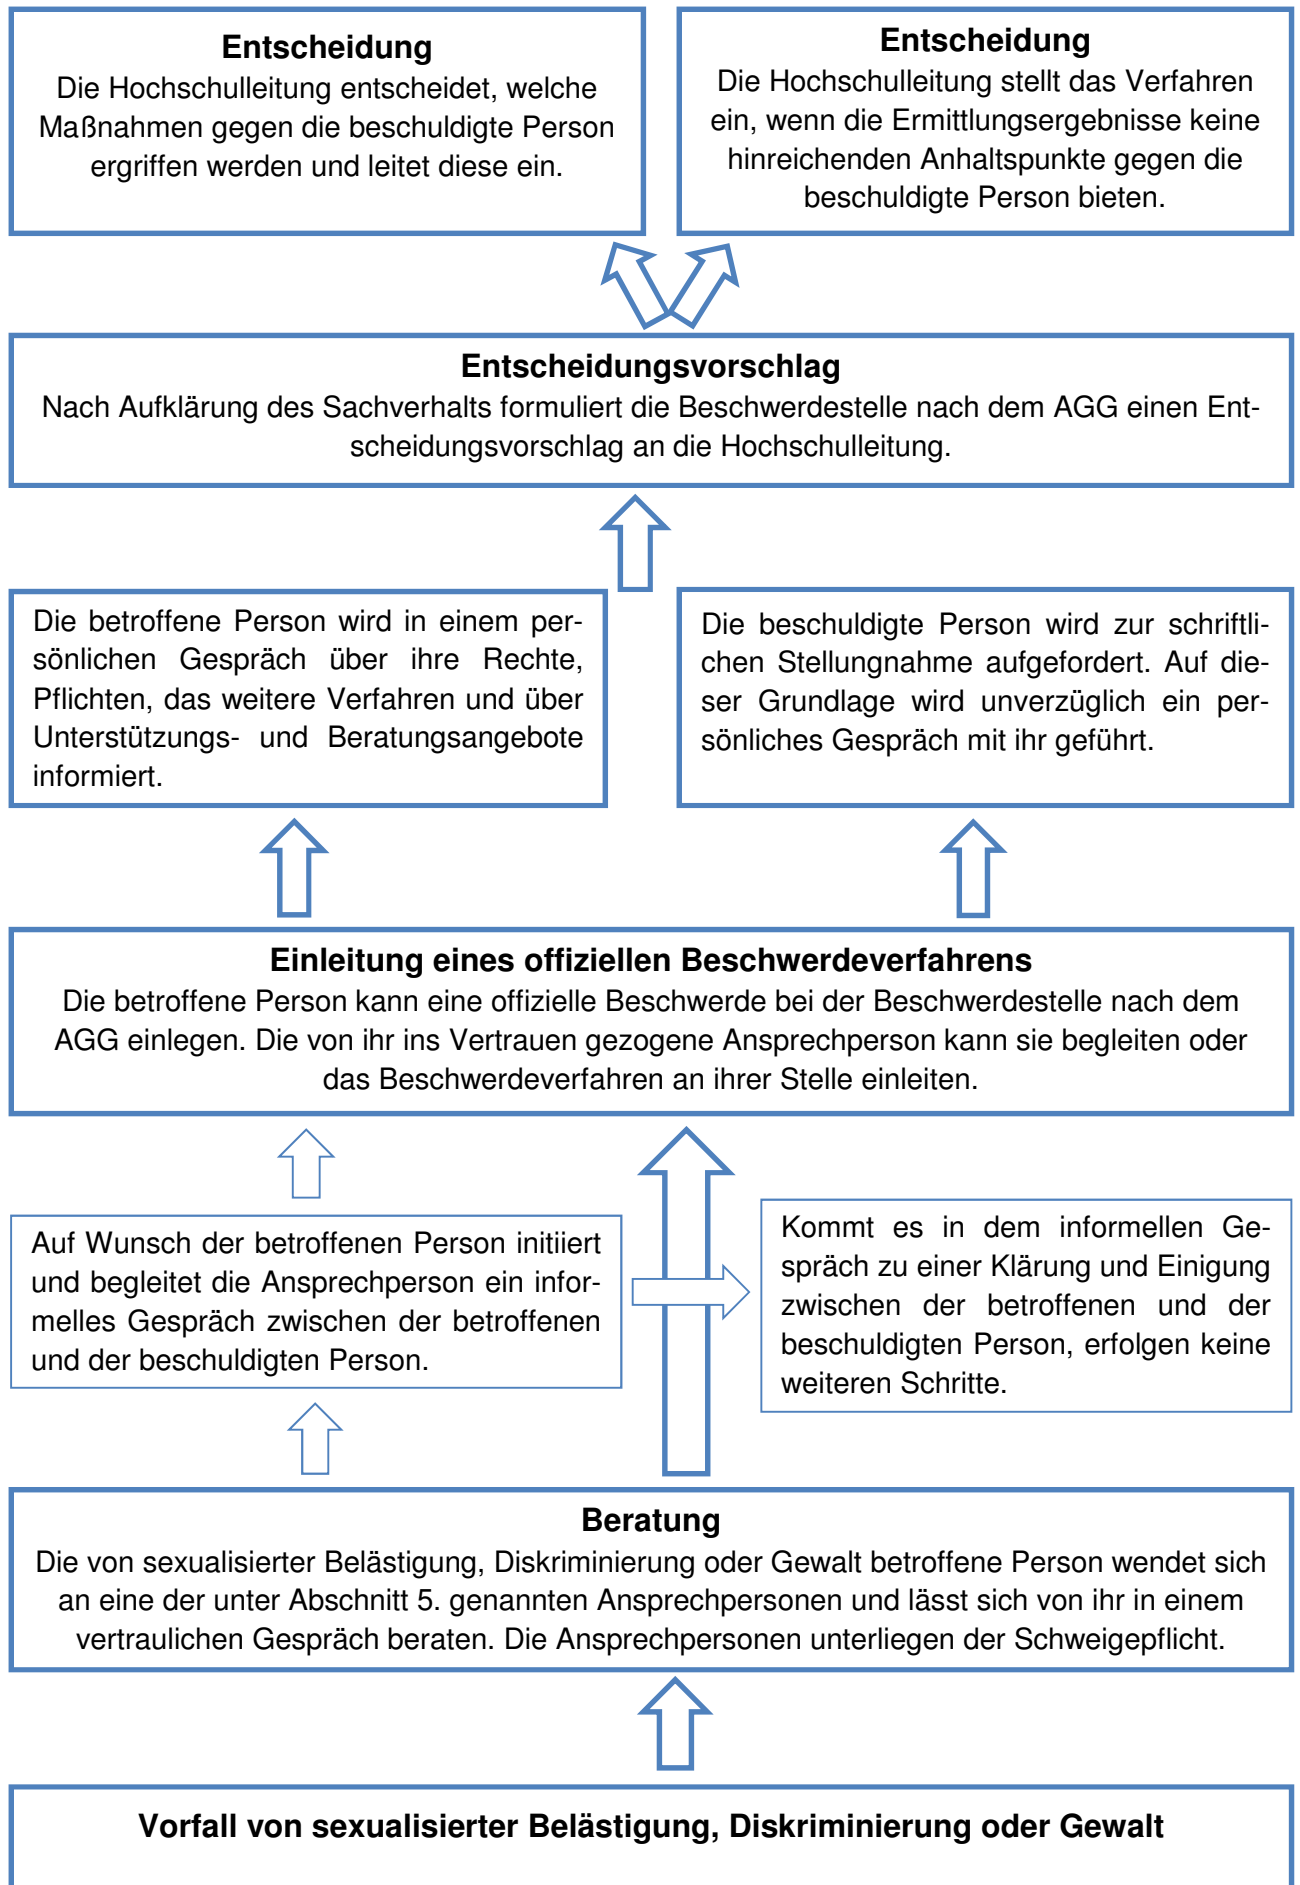 Entscheidung
Die Hochschulleitung entscheidet, welche
Maßnahmen gegen die beschuldigte Person
ergriffen werden und leitet diese ein.
Entscheidung
Die Hochschulleitung stellt das Verfahren
ein, wenn die Ermittlungsergebnisse keine
hinreichenden Anhaltspunkte gegen die
beschuldigte Person bieten.
Entscheidungsvorschlag
Nach Aufklärung des Sachverhalts formuliert die Beschwerdestelle nach dem AGG einen Ent-
scheidungsvorschlag an die Hochschulleitung.
Die betroffene Person wird in einem per-
sönlichen Gespräch über ihre Rechte,
Pflichten, das weitere Verfahren und über
Unterstützungs- und Beratungsangebote
informiert.
Die beschuldigte Person wird zur schriftli-
chen Stellungnahme aufgefordert. Auf die-
ser Grundlage wird unverzüglich ein per-
sönliches Gespräch mit ihr geführt.
Einleitung eines offiziellen Beschwerdeverfahrens
Die betroffene Person kann eine offizielle Beschwerde bei der Beschwerdestelle nach dem
AGG einlegen. Die von ihr ins Vertrauen gezogene Ansprechperson kann sie begleiten oder
das Beschwerdeverfahren an ihrer Stelle einleiten.
Auf Wunsch der betroffenen Person initiiert
und begleitet die Ansprechperson ein infor-
melles Gespräch zwischen der betroffenen
und der beschuldigten Person.
Kommt es in dem informellen Ge-
spräch zu einer Klärung und Einigung
zwischen der betroffenen und der
beschuldigten Person, erfolgen keine
weiteren Schritte.
Beratung
Die von sexualisierter Belästigung, Diskriminierung oder Gewalt betroffene Person wendet sich
an eine der unter Abschnitt 5. genannten Ansprechpersonen und lässt sich von ihr in einem
vertraulichen Gespräch beraten. Die Ansprechpersonen unterliegen der Schweigepflicht.
Vorfall von sexualisierter Belästigung, Diskriminierung oder Gewalt